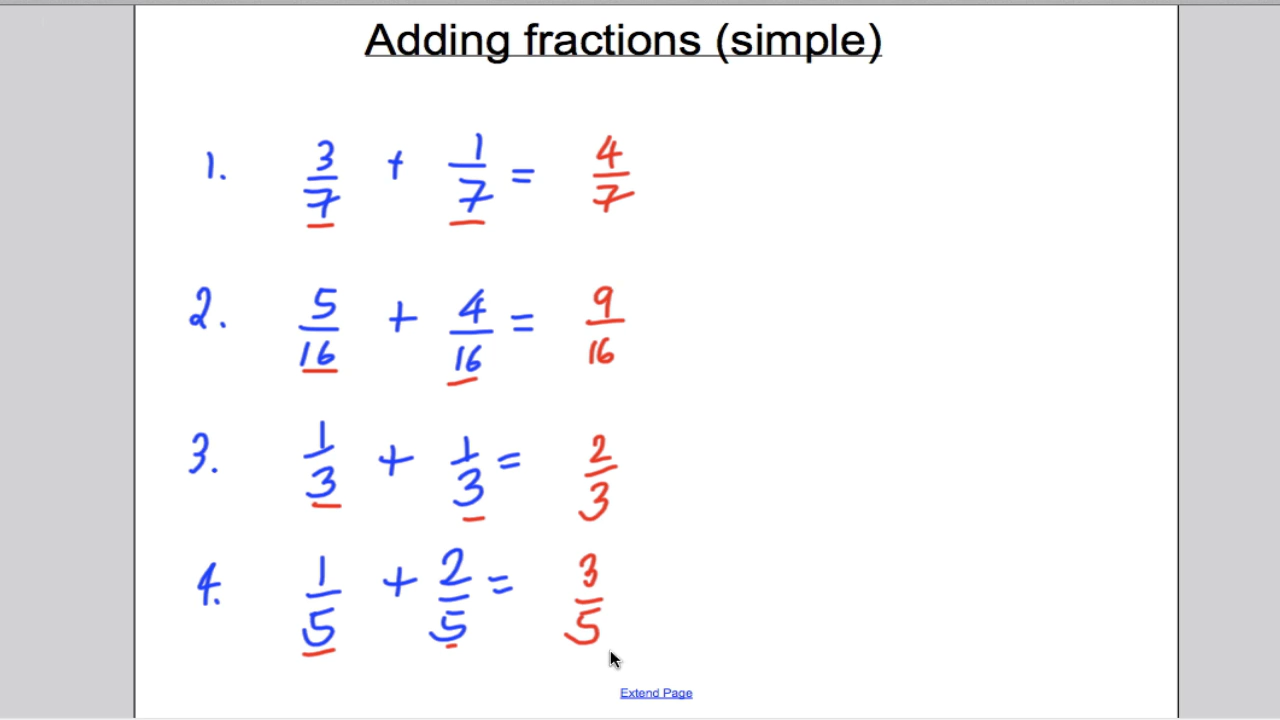 Adding fractions (simple)
1. 3/7 + 1/7 = 4/7
2. 5/16 + 4/16 = 9/16
3. 1/3 + 1/3 = 2/3
4. 1/5 + 2/5 = 3/5
Extend Page